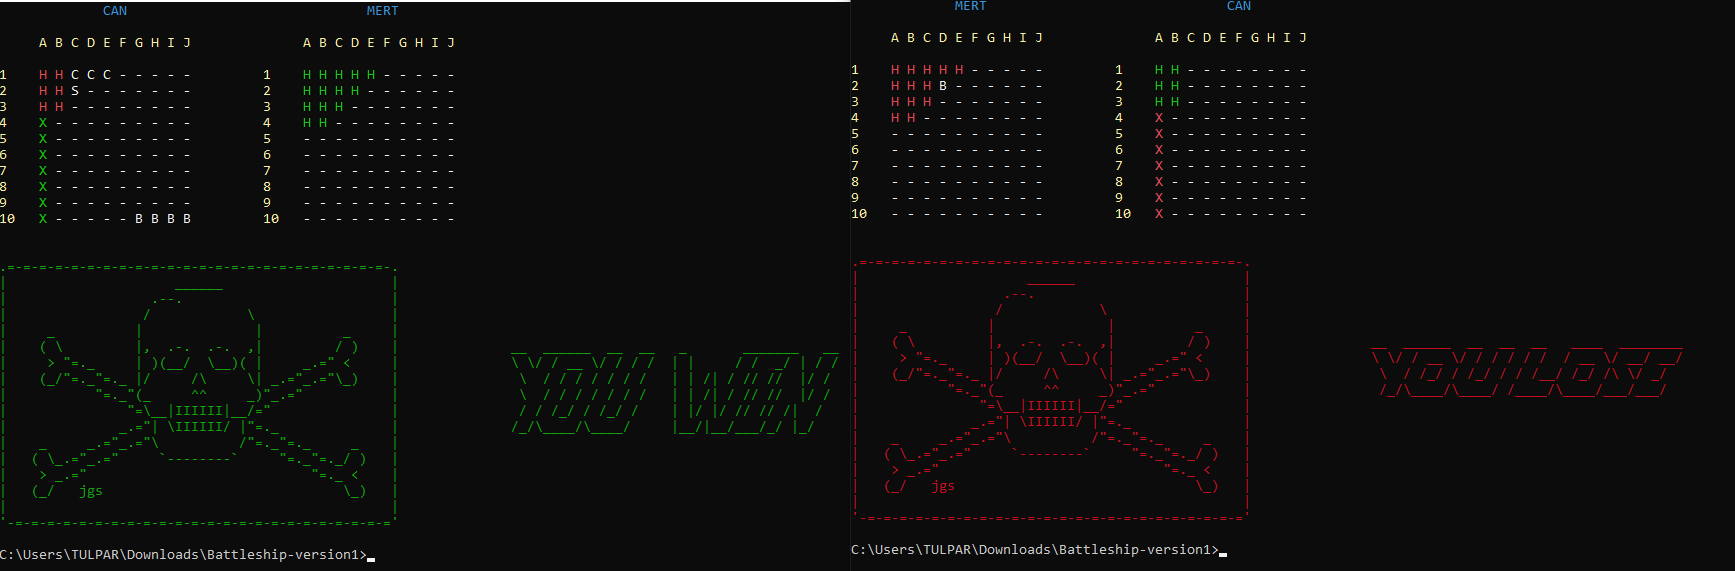 CAN MERT
A B C D E F G H I J A B C D E F G H I J
1 H H C C C - - - - - 1 H H H H H - - - - -
2 H H S - - - - - - - 2 H H H H - - - - - -
3 H H - - - - - - - - 3 H H H - - - - - - -
4 X - - - - - - - - - 4 H H - - - - - - - -
5 X - - - - - - - - - 5 - - - - - - - - - -
6 X - - - - - - - - - 6 - - - - - - - - - -
7 X - - - - - - - - - 7 - - - - - - - - - -
8 X - - - - - - - - - 8 - - - - - - - - - -
9 X - - - - - - - - - 9 - - - - - - - - - -
10 X - - - - - B B B B 10 - - - - - - - - - -
YOU WIN
jgs
C:\Users\TULPAR\Downloads\Battleship-version1>
MERT CAN
A B C D E F G H I J A B C D E F G H I J
1 H H H H H - - - - - 1 H H - - - - - - - -
2 H H H B - - - - - - 2 H H - - - - - - - -
3 H H H - - - - - - - 3 H H - - - - - - - -
4 H H - - - - - - - - 4 X - - - - - - - - -
5 - - - - - - - - - - 5 X - - - - - - - - -
6 - - - - - - - - - - 6 X - - - - - - - - -
7 - - - - - - - - - - 7 X - - - - - - - - -
8 - - - - - - - - - - 8 X - - - - - - - - -
9 - - - - - - - - - - 9 X - - - - - - - - -
10 - - - - - - - - - - 10 X - - - - - - - - -
jgs
C:\Users\TULPAR\Downloads\Battleship-version1>